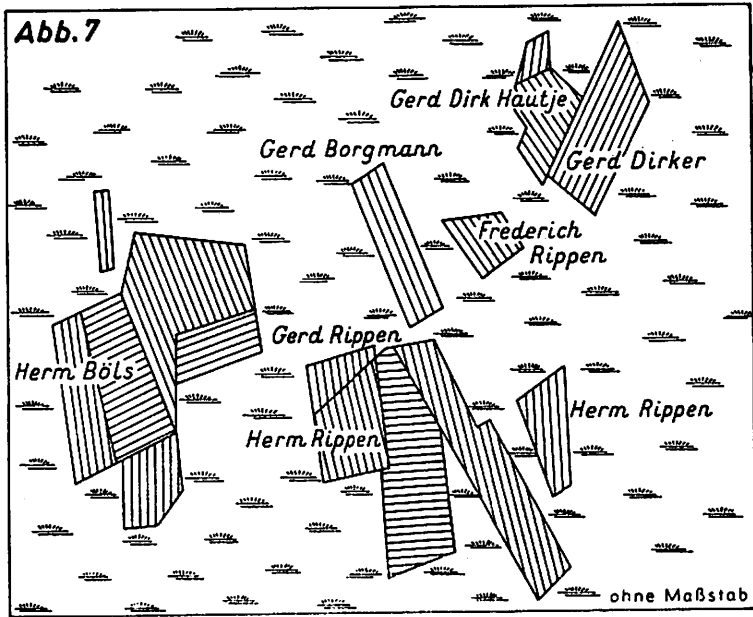 Abb. 7
Gerd Dirk Hautje
Gerd Borgmann
Gerd Dirker
Frederich
Rippen
Gerd Rippen
Herm Böls
Herm Rippen
Herm Rippen
ohne Maßstab